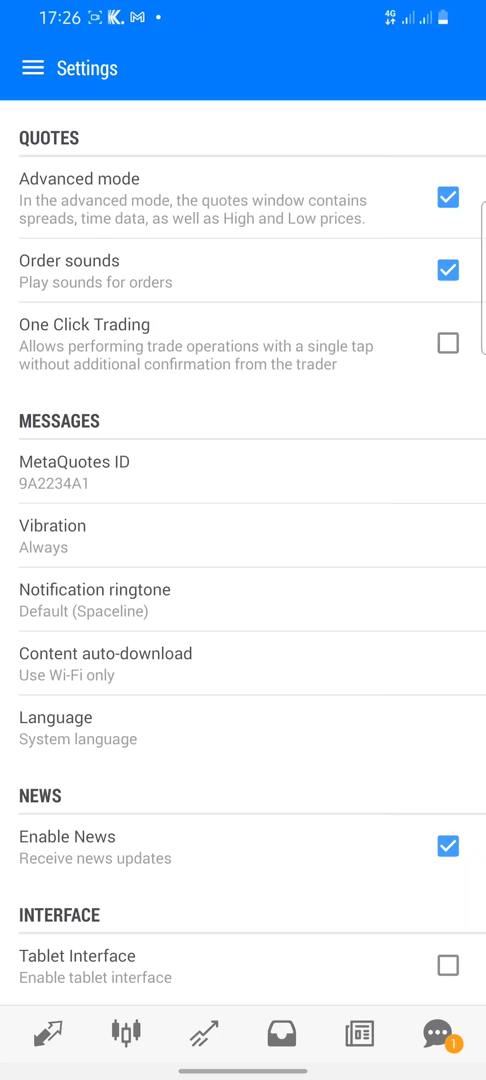 17:26 K. M • 4G
Settings
QUOTES
Advanced mode
In the advanced mode, the quotes window contains
spreads, time data, as well as High and Low prices.
Order sounds
Play sounds for orders
One Click Trading
Allows performing trade operations with a single tap
without additional confirmation from the trader
MESSAGES
MetaQuotes ID
9A2234A1
Vibration
Always
Notification ringtone
Default (Spaceline)
Content auto-download
Use Wi-Fi only
Language
System language
NEWS
Enable News
Receive news updates
INTERFACE
Tablet Interface
Enable tablet interface
1